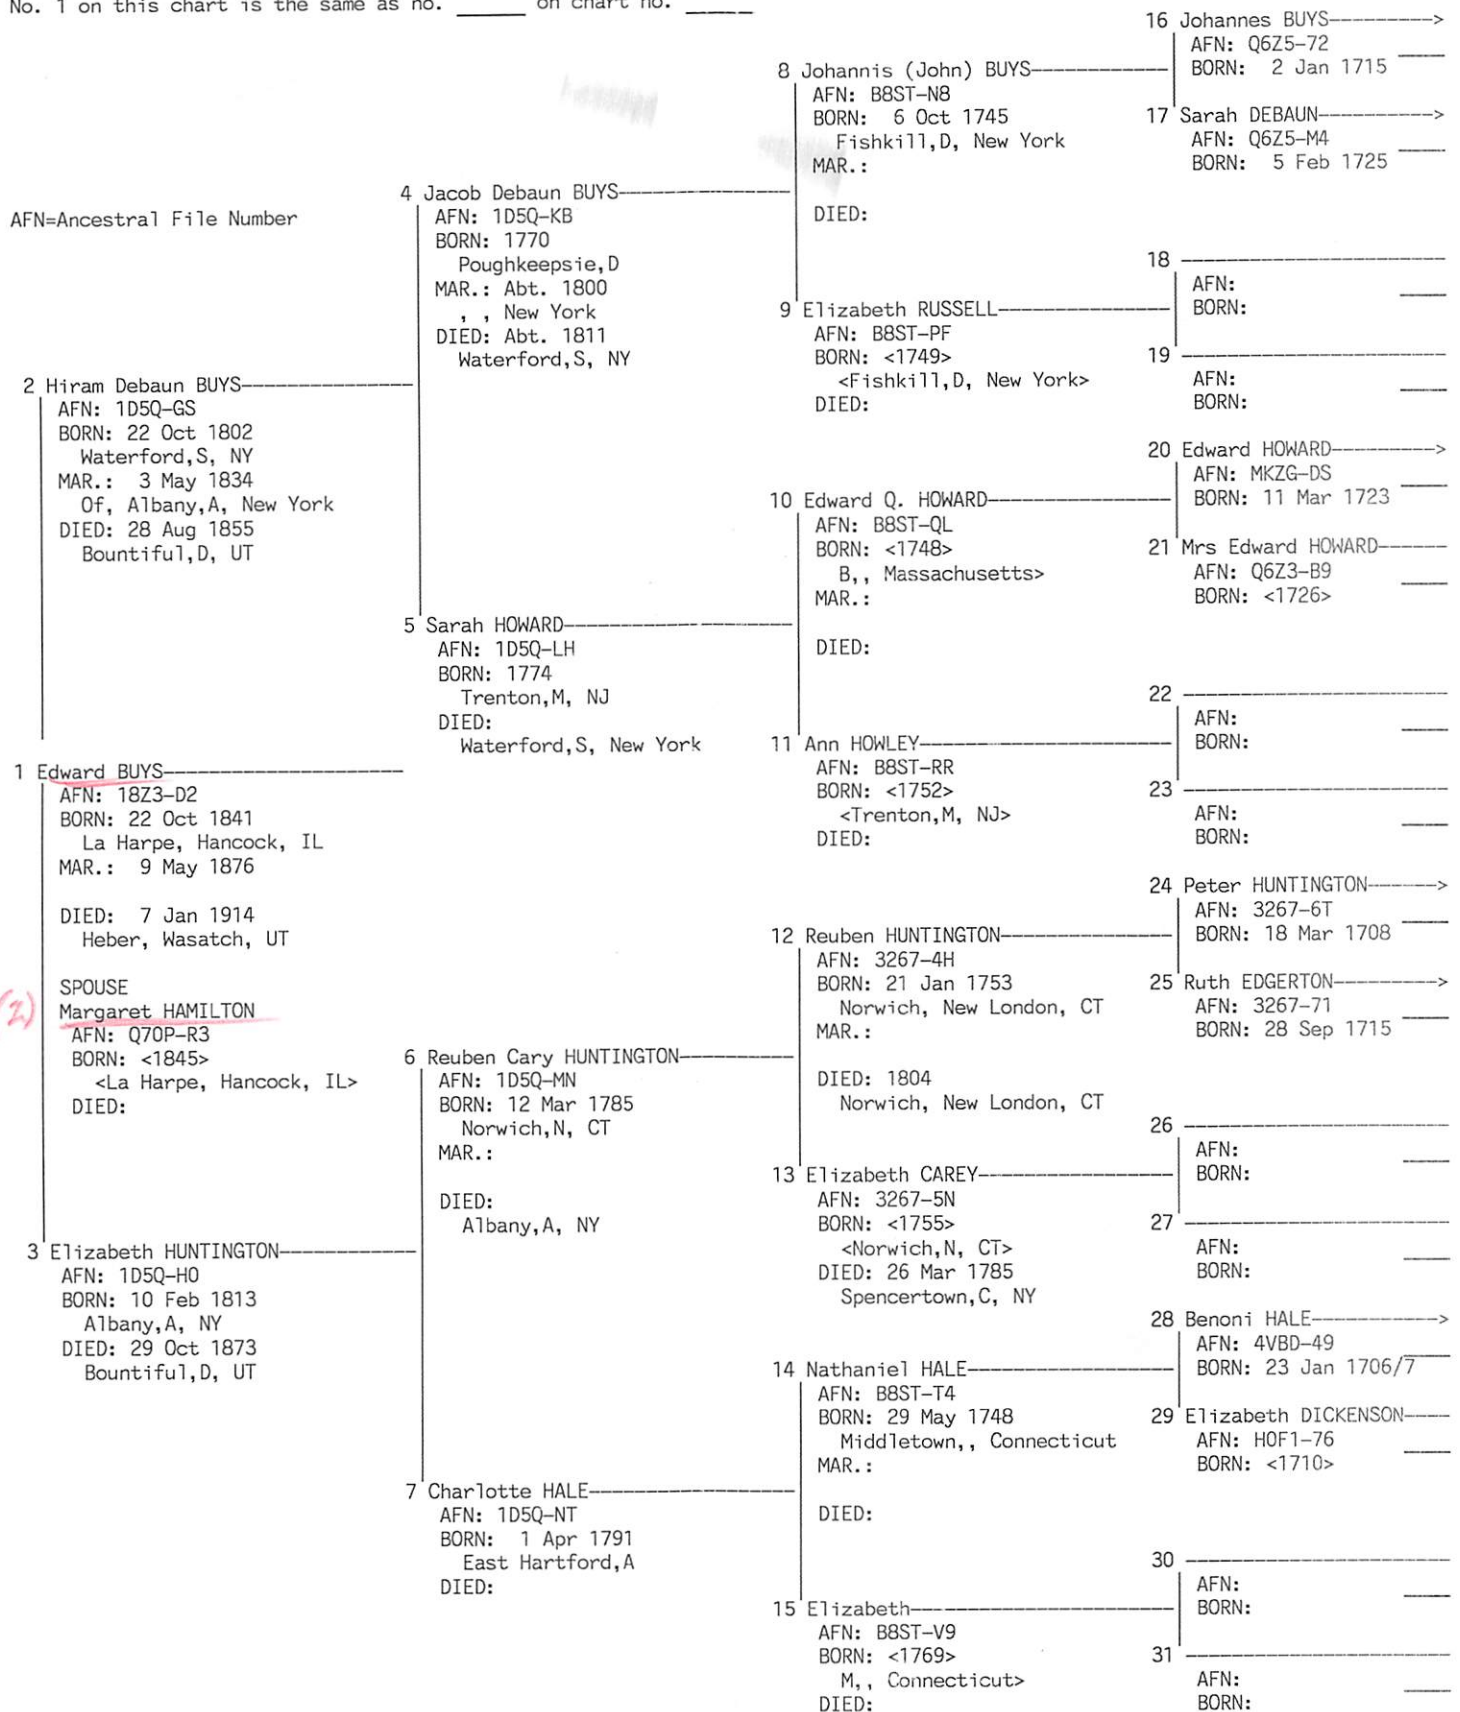 No. 1 on this chart is the same as no. _____ on chart no. _____
AFN=Ancestral File Number
1 Edward BUYS
AFN: 18Z3-D2
BORN: 22 Oct 1841
La Harpe, Hancock, IL
MAR.: 9 May 1876
DIED: 7 Jan 1914
Heber, Wasatch, UT
SPOUSE
(2) Margaret HAMILTON
AFN: Q70P-R3
BORN: <1845>
<La Harpe, Hancock, IL>
DIED:
2 Hiram Debaun BUYS
AFN: 1D5Q-GS
BORN: 22 Oct 1802
Waterford,S, NY
MAR.: 3 May 1834
Of, Albany,A, New York
DIED: 28 Aug 1855
Bountiful,D, UT
3 Elizabeth HUNTINGTON
AFN: 1D5Q-H0
BORN: 10 Feb 1813
Albany,A, NY
DIED: 29 Oct 1873
Bountiful,D, UT
4 Jacob Debaun BUYS
AFN: 1D5Q-KB
BORN: 1770
Poughkeepsie,D
MAR.: Abt. 1800
, , New York
DIED: Abt. 1811
Waterford,S, NY
5 Sarah HOWARD
AFN: 1D5Q-LH
BORN: 1774
Trenton,M, NJ
DIED:
Waterford,S, New York
6 Reuben Cary HUNTINGTON
AFN: 1D5Q-MN
BORN: 12 Mar 1785
Norwich,N, CT
MAR.:
DIED:
Albany,A, NY
7 Charlotte HALE
AFN: 1D5Q-NT
BORN: 1 Apr 1791
East Hartford,A
DIED:
8 Johannis (John) BUYS
AFN: B8ST-N8
BORN: 6 Oct 1745
Fishkill,D, New York
MAR.:
DIED:
9 Elizabeth RUSSELL
AFN: B8ST-PF
BORN: <1749>
<Fishkill,D, New York>
DIED:
10 Edward Q. HOWARD
AFN: B8ST-QL
BORN: <1748>
B,, Massachusetts>
MAR.:
DIED:
11 Ann HOWLEY
AFN: B8ST-RR
BORN: <1752>
<Trenton,M, NJ>
DIED:
12 Reuben HUNTINGTON
AFN: 3267-4H
BORN: 21 Jan 1753
Norwich, New London, CT
MAR.:
DIED: 1804
Norwich, New London, CT
13 Elizabeth CAREY
AFN: 3267-5N
BORN: <1755>
<Norwich,N, CT>
DIED: 26 Mar 1785
Spencertown,C, NY
14 Nathaniel HALE
AFN: B8ST-T4
BORN: 29 May 1748
Middletown,, Connecticut
MAR.:
DIED:
15 Elizabeth
AFN: B8ST-V9
BORN: <1769>
M,, Connecticut>
DIED:
16 Johannes BUYS
AFN: Q6Z5-72
BORN: 2 Jan 1715
17 Sarah DEBAUN
AFN: Q6Z5-M4
BORN: 5 Feb 1725
18
AFN:
BORN:
19
AFN:
BORN:
20 Edward HOWARD
AFN: MKZG-DS
BORN: 11 Mar 1723
21 Mrs Edward HOWARD
AFN: Q6Z3-B9
BORN: <1726>
22
AFN:
BORN:
23
AFN:
BORN:
24 Peter HUNTINGTON
AFN: 3267-6T
BORN: 18 Mar 1708
25 Ruth EDGERTON
AFN: 3267-71
BORN: 28 Sep 1715
26
AFN:
BORN:
27
AFN:
BORN:
28 Benoni HALE
AFN: 4VBD-49
BORN: 23 Jan 1706/7
29 Elizabeth DICKENSON
AFN: H0F1-76
BORN: <1710>
30
AFN:
BORN:
31
AFN:
BORN: